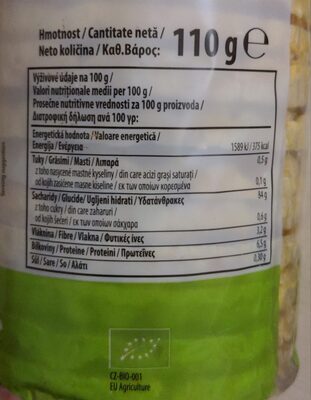 Hmotnost / Cantitate netă /
Neto količina / Καθ. Βάρος: 110 g ℮
Výživové údaje na 100 g /
Valori nutriționale medii per 100 g /
Prosečne nutritivne vrednosti za 100 g proizvoda /
Διατροφική δήλωση ανά 100 γρ:
Energetická hodnota / Valoare energetică /
Energija / Ενέργεια 1589 kJ / 375 kcal
Tuky / Grăsimi / Masti / Λιπαρά 0,5 g
z toho nasycené mastné kyseliny / din care acizi grași saturați /
od kojih zasićene masne kiseline / εκ των οποίων κορεσμένα 0,1 g
Sacharidy / Glucide / Ugljeni hidrati / Υδατάνθρακες 84 g
z toho cukry / din care zaharuri /
od kojih šećeri / εκ των οποίων σάκχαρα 0,6 g
Vláknina / Fibre / Vlakna / Φυτικές ίνες 3,2 g
Bílkoviny / Proteine / Proteini / Πρωτεΐνες 6,5 g
Sůl / Sare / So / Αλάτι 0,30 g
CZ-BIO-001
EU Agriculture